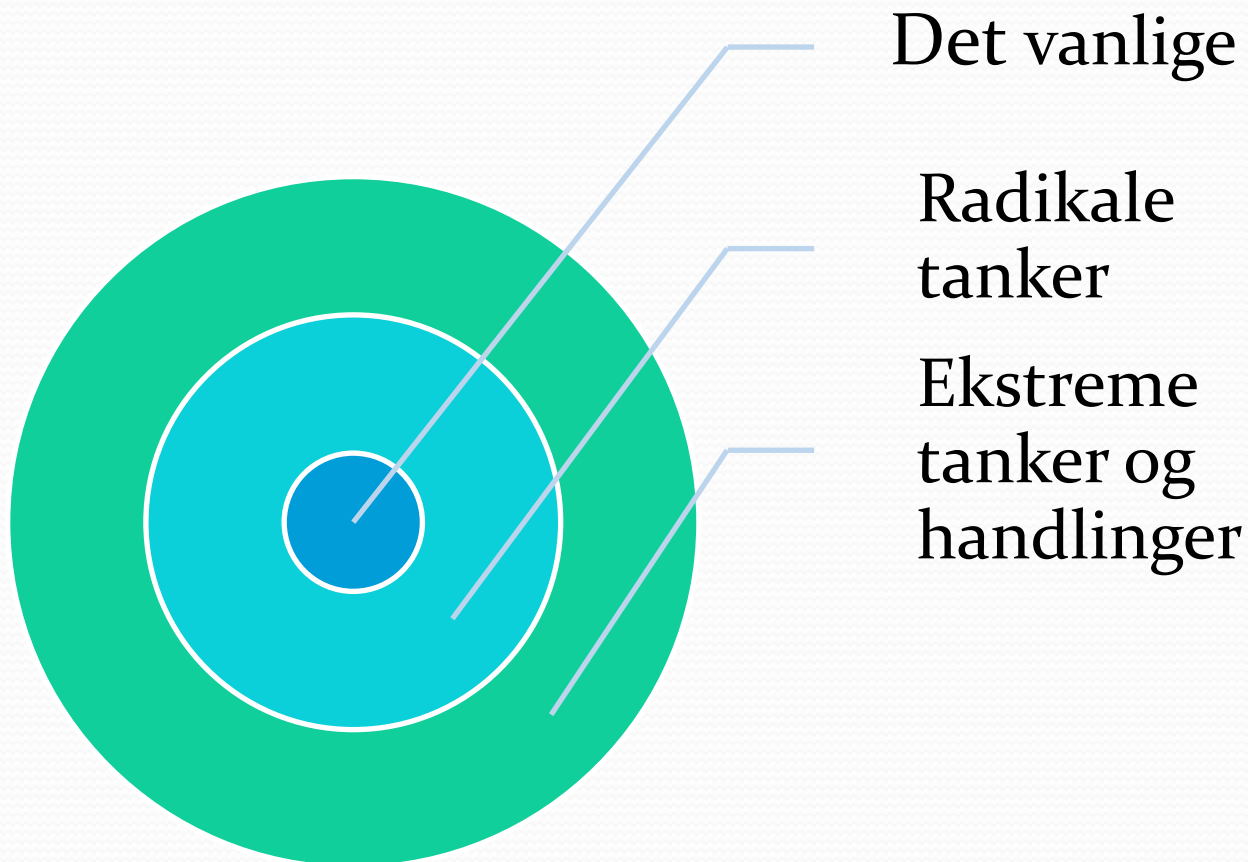 Det vanlige
Radikale
tanker
Ekstreme
tanker og
handlinger